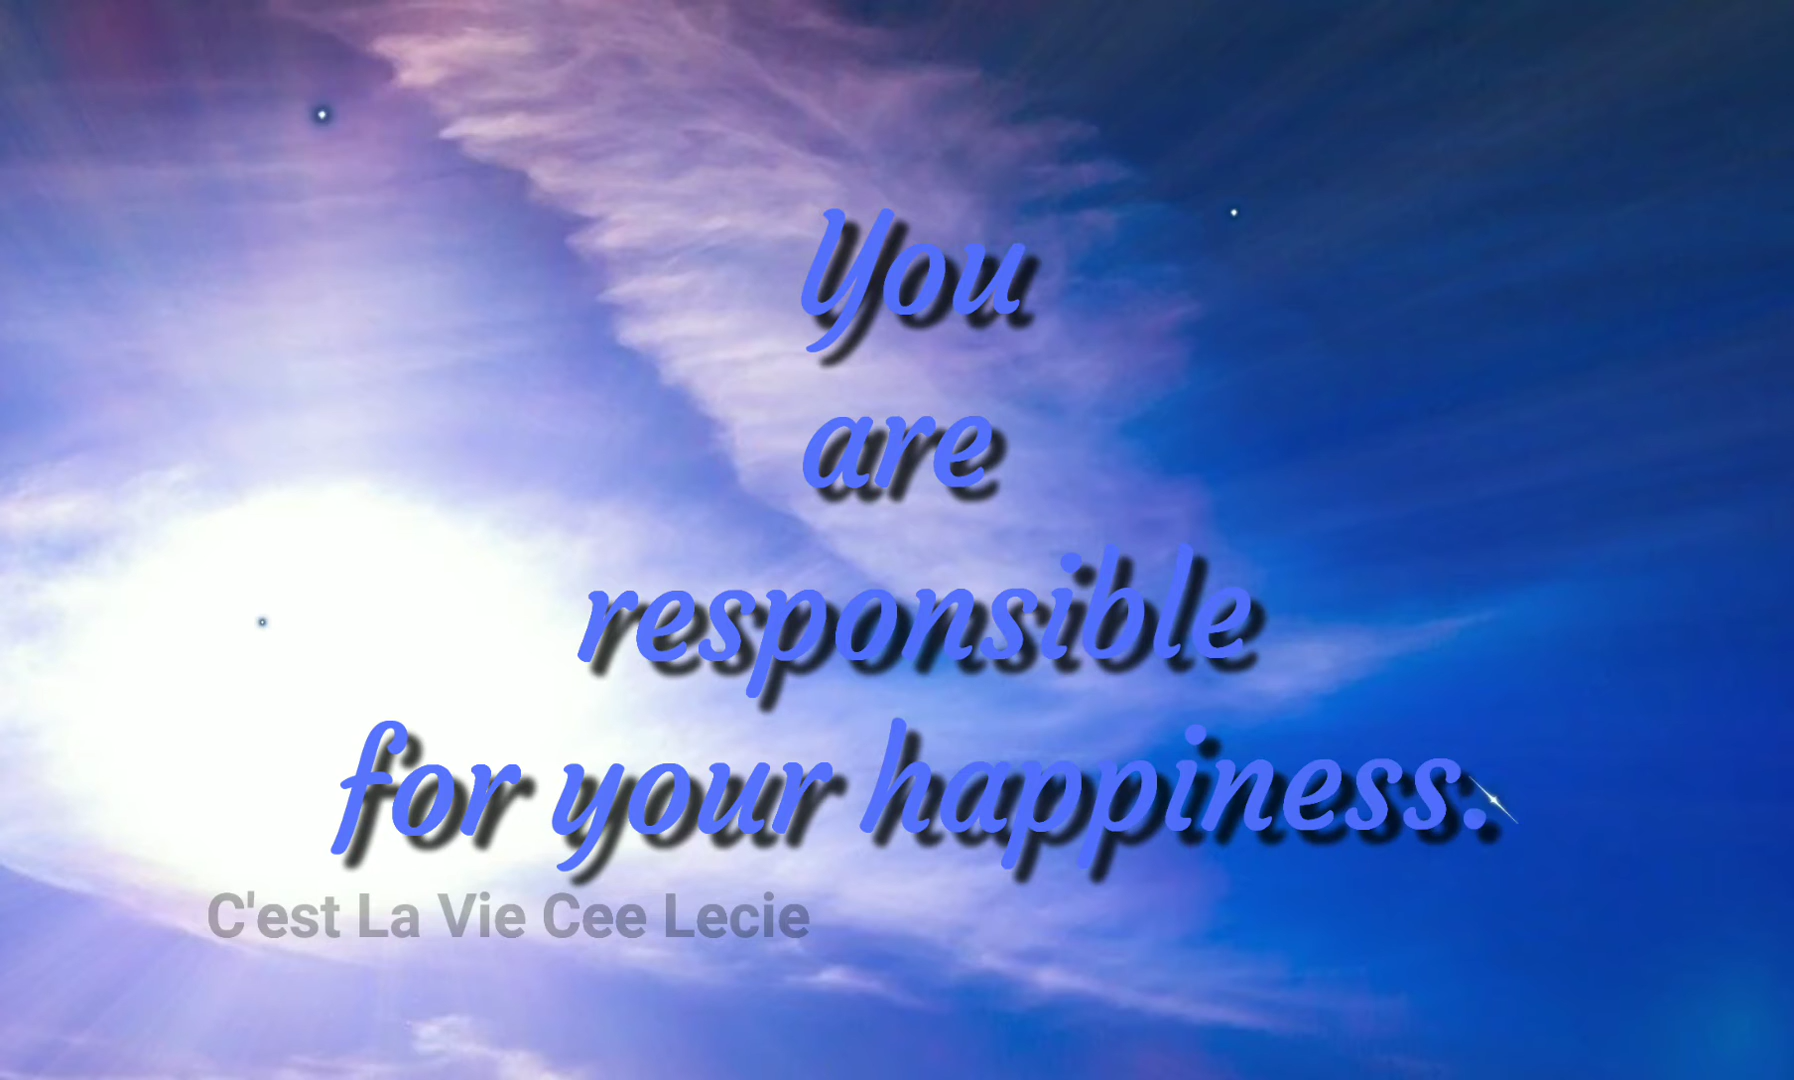 You
are
responsible
for your happiness.
C'est La Vie Cee Lecie